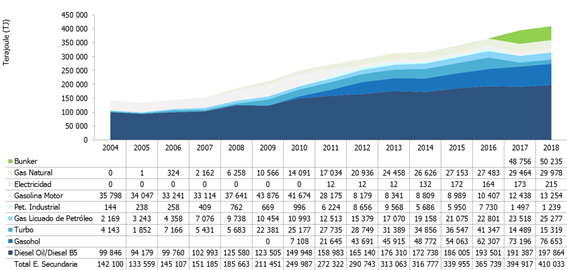 Terajoule (TJ)
450 000
400 000
350 000
300 000
250 000
200 000
150 000
100 000
50 000
0
2004 2005 2006 2007 2008 2009 2010 2011 2012 2013 2014 2015 2016 2017 2018
Bunker 48 756 50 235
Gas Natural 0 1 324 2 162 6 258 10 566 14 091 17 034 20 936 24 458 26 626 27 153 27 483 29 464 29 978
Electricidad 0 0 0 0 0 0 0 12 12 12 132 172 164 173 215
Gasolina Motor 35 798 34 047 33 241 33 114 37 641 43 876 41 674 28 175 8 179 8 341 8 809 8 989 10 407 12 438 13 254
Pet. Industrial 144 238 258 409 762 669 996 6 224 8 656 9 568 5 686 5 950 7 730 1 497 1 239
Gas Licuado de Petróleo 2 169 3 243 4 358 7 076 9 738 10 454 10 993 12 513 15 379 17 070 19 158 21 075 22 801 23 518 25 277
Turbo 4 143 1 852 7 166 5 431 5 683 22 381 25 177 27 735 28 749 31 389 34 856 36 547 41 347 14 489 15 319
Gasohol 0 7 108 21 645 43 691 45 915 48 772 54 063 62 307 73 196 76 653
Diesel Oil/Diesel B5 99 846 94 179 99 760 102 993 125 580 123 505 149 948 158 983 165 140 176 310 172 738 185 006 193 501 191 387 197 864
Total E. Secundaria 142 100 133 559 145 107 151 185 185 663 211 451 249 987 272 322 290 743 313 063 316 777 339 955 365 739 394 917 410 033